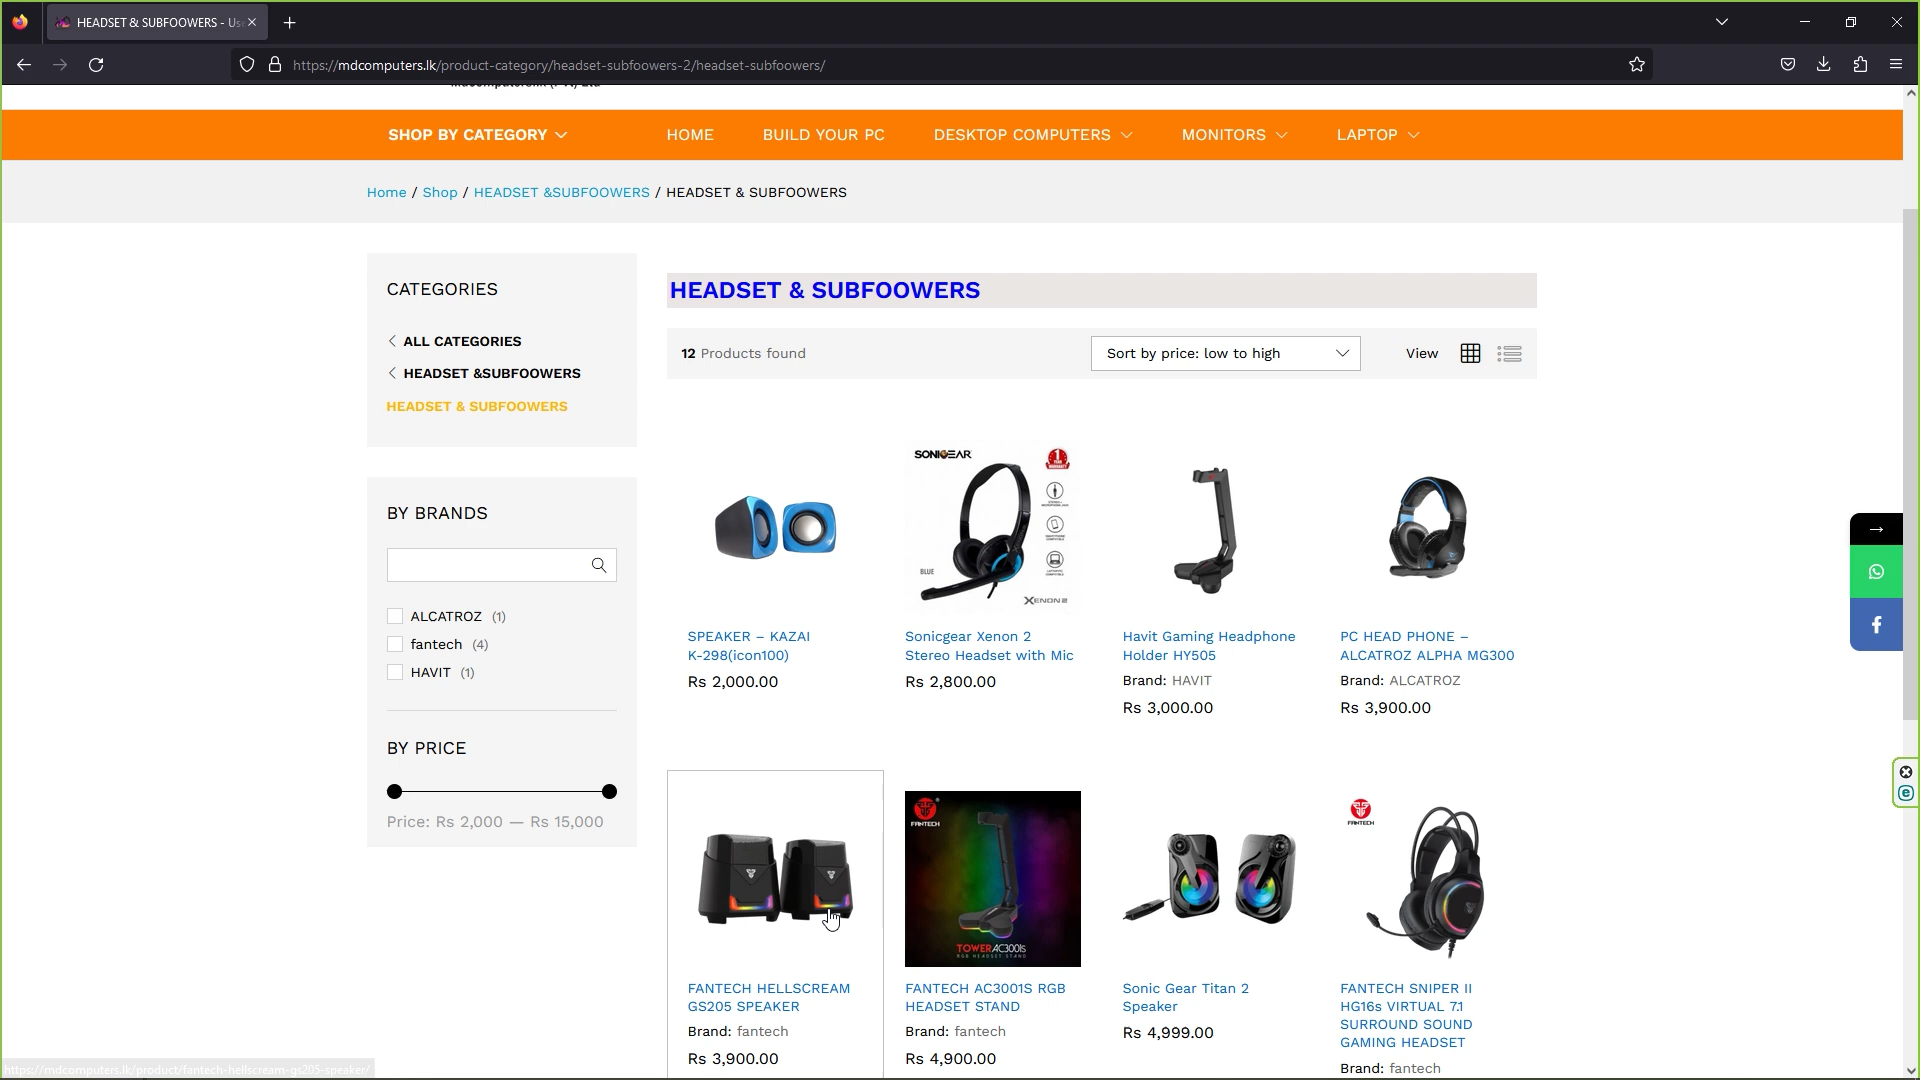 HEADSET & SUBFOOWERS - Us
https://mdcomputers.lk/product-category/headset-subfoowers-2/headset-subfoowers/
SHOP BY CATEGORY
HOME
BUILD YOUR PC
DESKTOP COMPUTERS
MONITORS
LAPTOP
Home / Shop / HEADSET &SUBFOOWERS / HEADSET & SUBFOOWERS
CATEGORIES
ALL CATEGORIES
HEADSET &SUBFOOWERS
HEADSET & SUBFOOWERS
BY BRANDS
ALCATROZ (1)
fantech (4)
HAVIT (1)
BY PRICE
Price: Rs 2,000 — Rs 15,000
HEADSET & SUBFOOWERS
12 Products found
Sort by price: low to high
View
SPEAKER – KAZAI
K-298(icon100)
Rs 2,000.00
SONICGEAR
BLUE
XENON 2
Sonicgear Xenon 2
Stereo Headset with Mic
Rs 2,800.00
Havit Gaming Headphone
Holder HY505
Brand: HAVIT
Rs 3,000.00
PC HEAD PHONE –
ALCATROZ ALPHA MG300
Brand: ALCATROZ
Rs 3,900.00
FANTECH HELLSCREAM
GS205 SPEAKER
Brand: fantech
Rs 3,900.00
FANTECH
TOWER AC3001s
RGB HEADSET STAND
FANTECH AC3001S RGB
HEADSET STAND
Brand: fantech
Rs 4,900.00
Sonic Gear Titan 2
Speaker
Rs 4,999.00
FANTECH
FANTECH SNIPER II
HG16s VIRTUAL 7.1
SURROUND SOUND
GAMING HEADSET
Brand: fantech
https://mdcomputers.lk/product/fantech-hellscream-gs205-speaker/